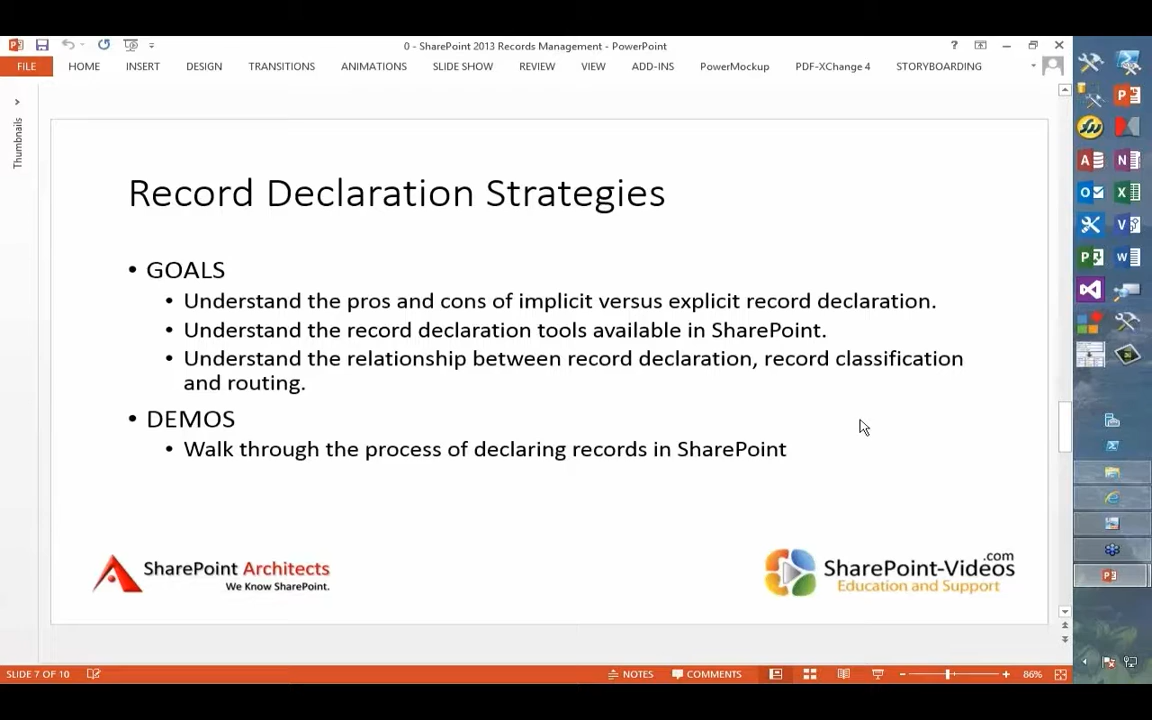 0 - SharePoint 2013 Records Management - PowerPoint
FILE HOME INSERT DESIGN TRANSITIONS ANIMATIONS SLIDE SHOW REVIEW VIEW ADD-INS PowerMockup PDF-XChange 4 STORYBOARDING
Thumbnails
Record Declaration Strategies
• GOALS
• Understand the pros and cons of implicit versus explicit record declaration.
• Understand the record declaration tools available in SharePoint.
• Understand the relationship between record declaration, record classification
and routing.
• DEMOS
• Walk through the process of declaring records in SharePoint
SharePoint Architects
We Know SharePoint.
.com
SharePoint-Videos
Education and Support
SLIDE 7 OF 10 NOTES COMMENTS 86%